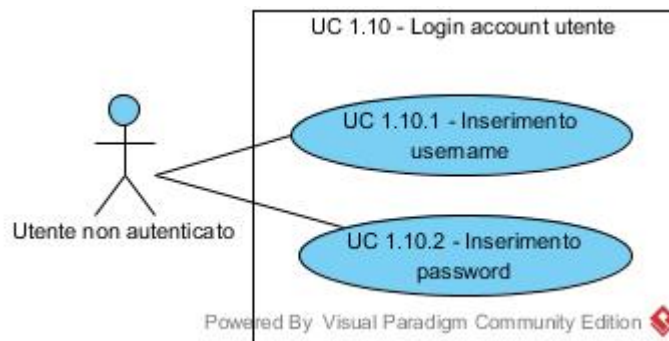 UC 1.10 - Login account utente
UC 1.10.1 - Inserimento
username
Utente non autenticato
UC 1.10.2 - Inserimento
password
Powered By Visual Paradigm Community Edition